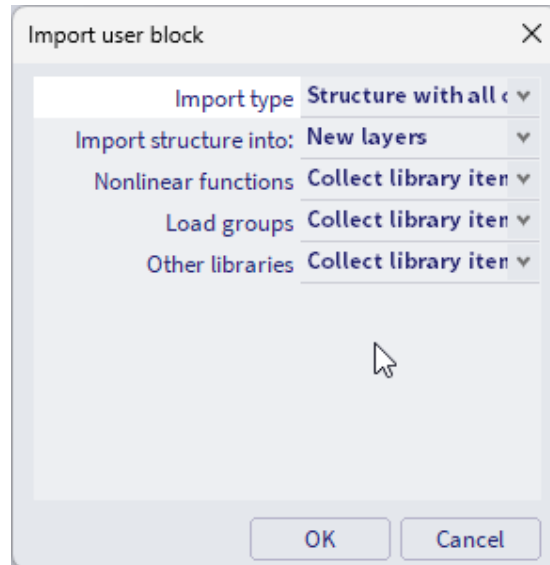 Import user block
Import type Structure with all c
Import structure into: New layers
Nonlinear functions Collect library iten
Load groups Collect library iten
Other libraries Collect library iten
OK Cancel